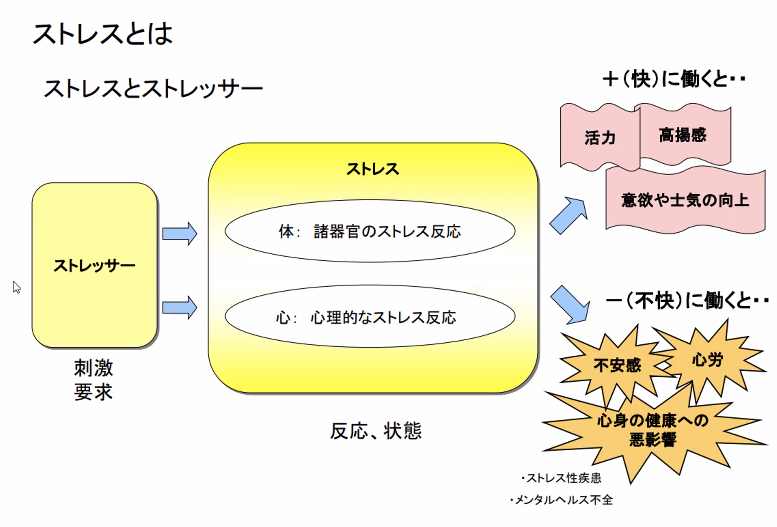 ストレスとは
ストレスとストレッサー
ストレッサー
刺激
要求
ストレス
体： 諸器官のストレス反応
心： 心理的なストレス反応
反応、状態
＋（快）に働くと・・
活力
高揚感
意欲や士気の向上
－（不快）に働くと・・
不安感
心労
心身の健康への
悪影響
・ストレス性疾患
・メンタルヘルス不全